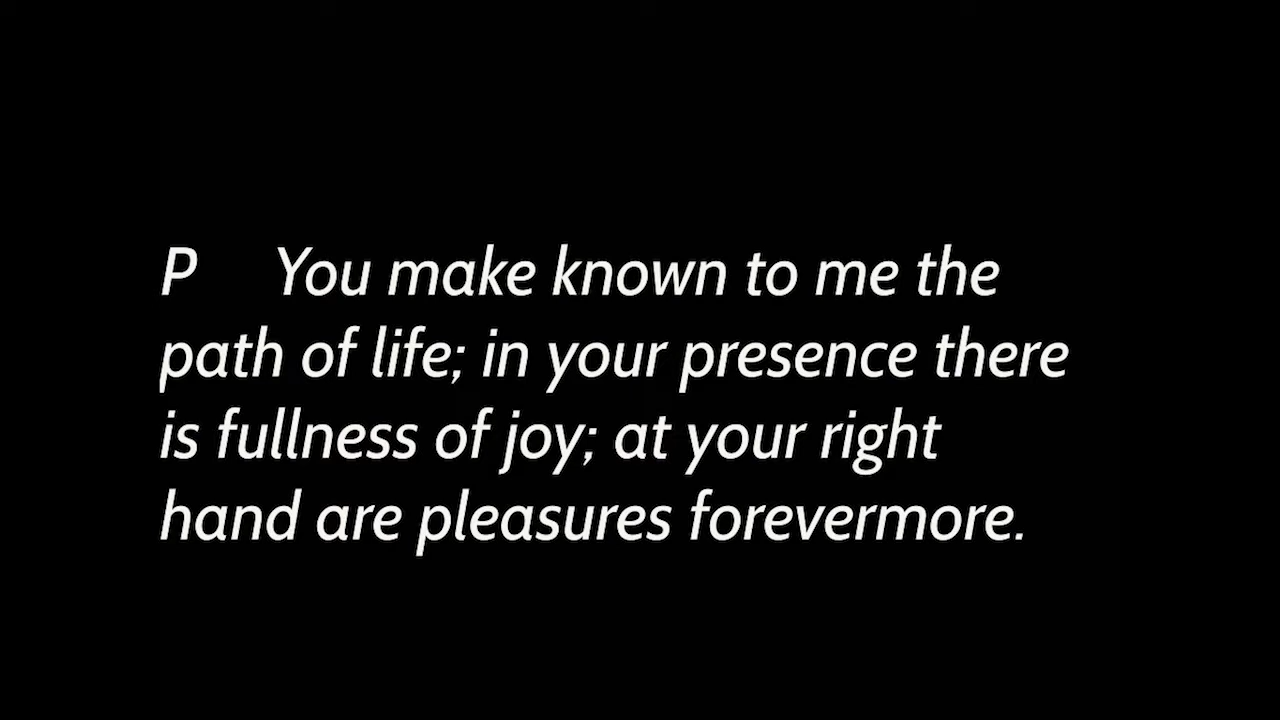 P You make known to me the
path of life; in your presence there
is fullness of joy; at your right
hand are pleasures forevermore.